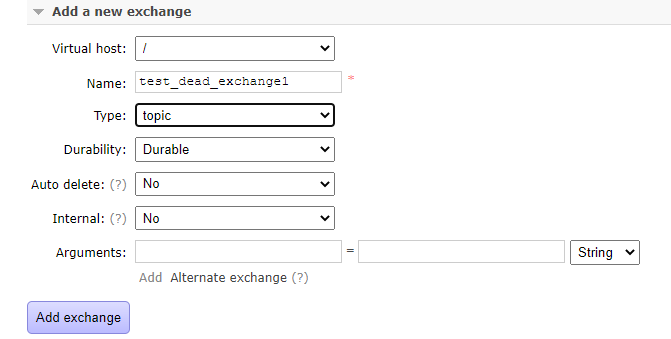 Add a new exchange
Virtual host: /
Name: test_dead_exchange1 *
Type: topic
Durability: Durable
Auto delete: (?) No
Internal: (?) No
Arguments: = String
Add Alternate exchange (?)
Add exchange